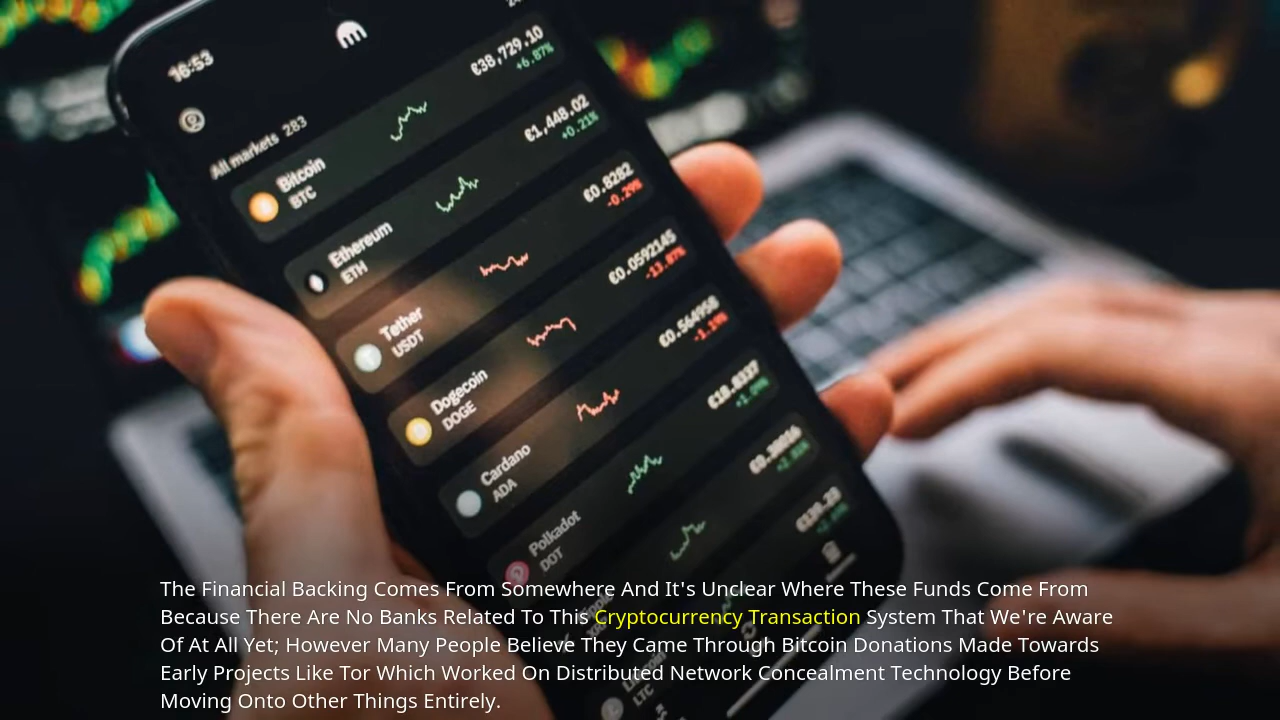 16:53
All markets 283
Bitcoin
BTC
€38,729.10
+6.87%
Ethereum
ETH
€1,448.02
+0.21%
Tether
USDT
€0.8282
-0.29%
Dogecoin
DOGE
€0.0592145
-13.87%
Cardano
ADA
€0.564958
-1.19%
Polkadot
DOT
€18.8337
LTC
The Financial Backing Comes From Somewhere And It's Unclear Where These Funds Come From
Because There Are No Banks Related To This Cryptocurrency Transaction System That We're Aware
Of At All Yet; However Many People Believe They Came Through Bitcoin Donations Made Towards
Early Projects Like Tor Which Worked On Distributed Network Concealment Technology Before
Moving Onto Other Things Entirely.